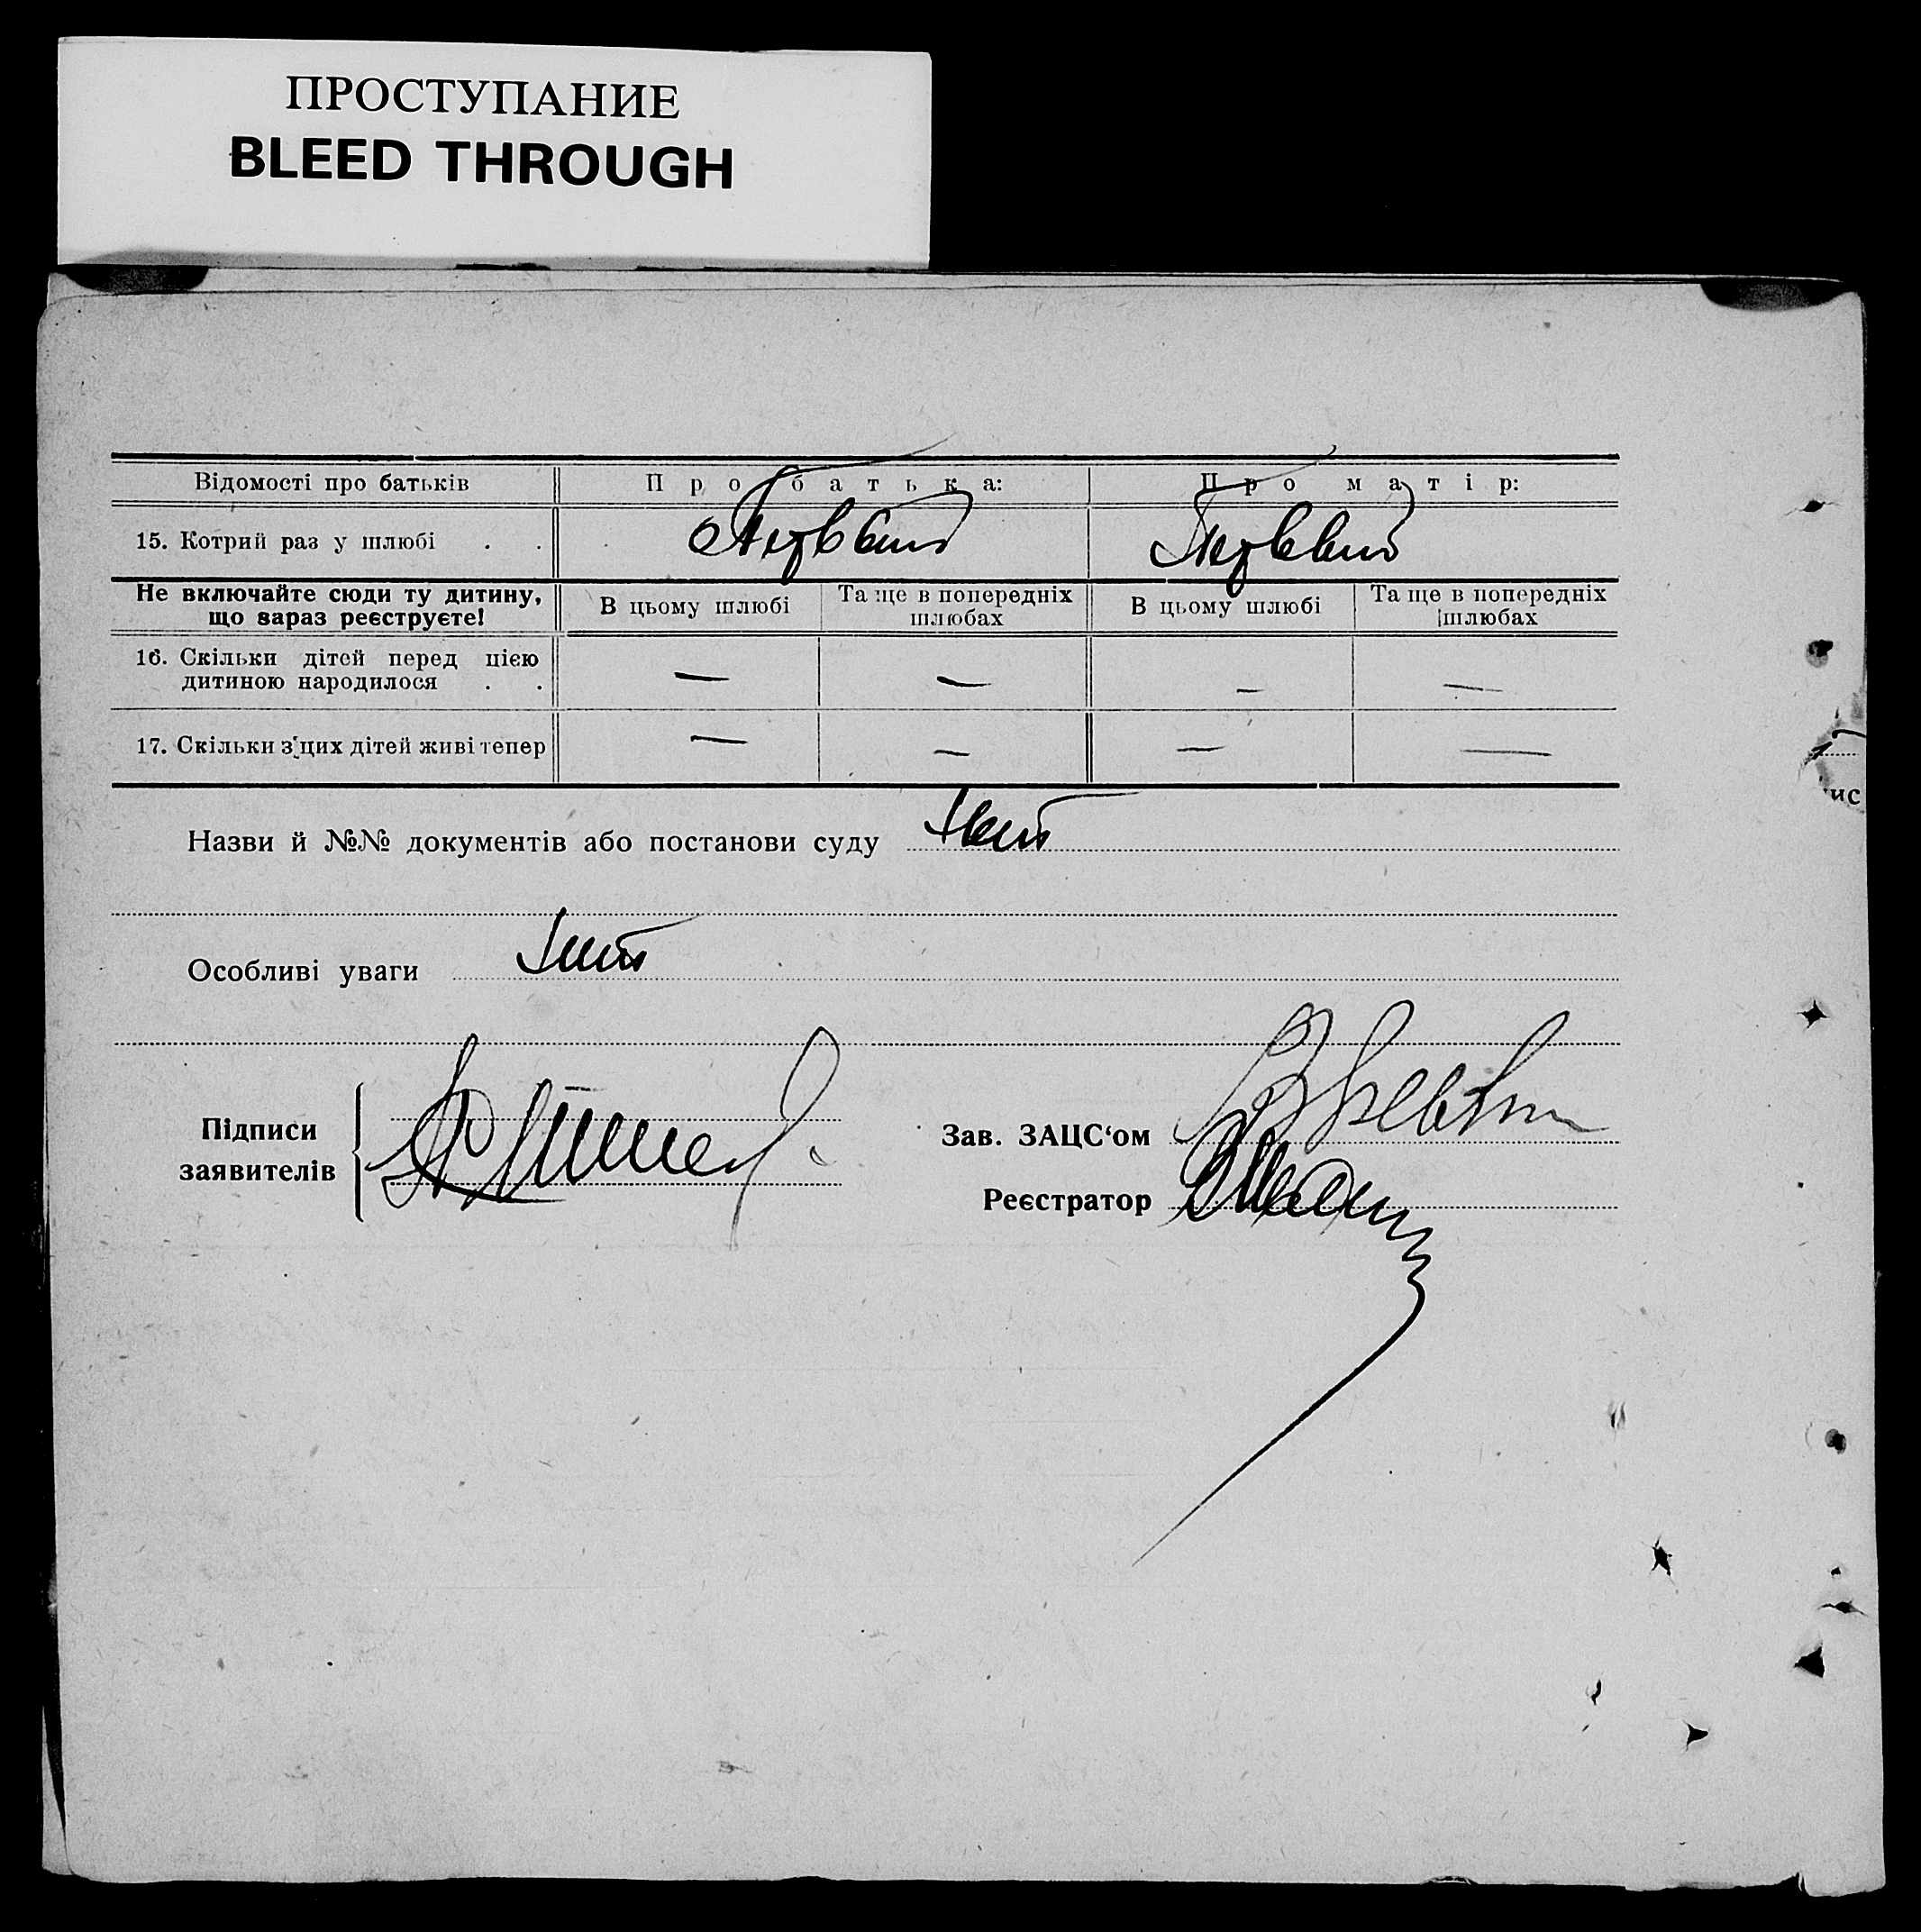 ПРОСТУПАНИЕ
BLEED THROUGH
Відомості про батьків Про батька: Про матір:
15. Котрий раз у шлюбі . . Первый Первый
Не включайте сюди ту дитину, що зараз реєструєте! В цьому шлюбі Та ще в попередніх шлюбах В цьому шлюбі Та ще в попередніх шлюбах
16. Скільки дітей перед цією дитиною народилося . . — — — —
17. Скільки з цих дітей живі тепер — — — —
Назви й №№ документів або постанови суду нет
Особливі уваги нет
Підписи заявителів
Зав. ЗАЦС‘ом
Реєстратор
ис